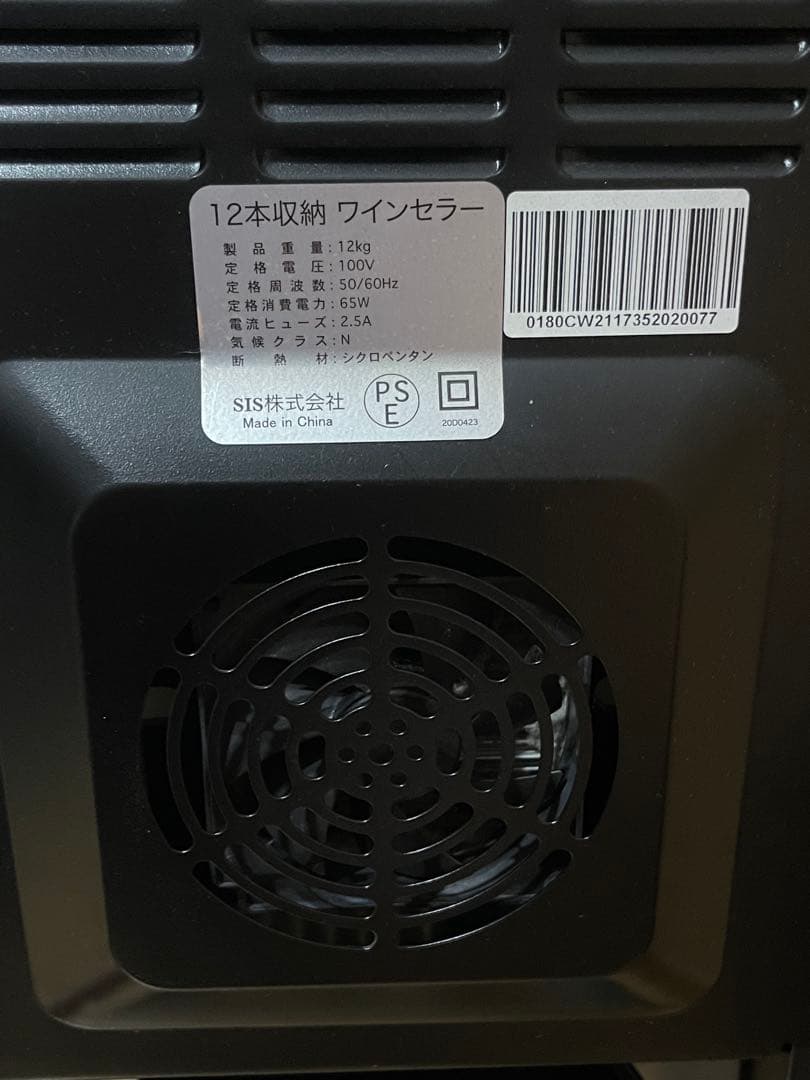 12本収納 ワインセラー
製品重量:12kg
定格電圧:100V
定格周波数:50/60Hz
定格消費電力:65W
電流ヒューズ:2.5A
気候クラス:N
断熱材:シクロペンタン
SIS株式会社
Made in China
PS
E
20D0423
0180CW2117352020077